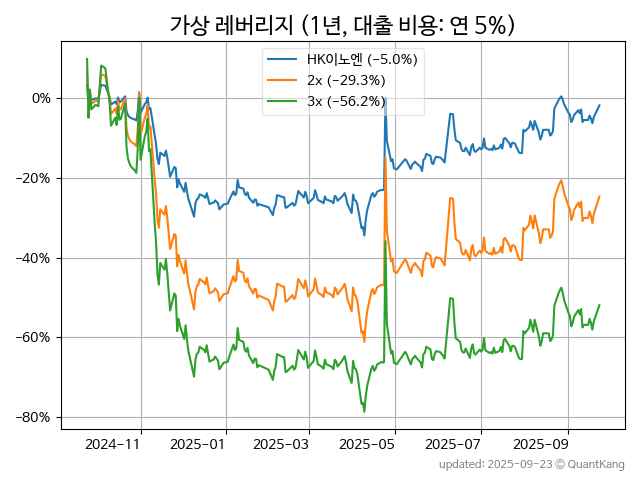 가상 레버리지 (1년, 대출 비용: 연 5%)
HK이노엔 (−5.0%)
2x (−29.3%)
3x (−56.2%)
0%
−20%
−40%
−60%
−80%
2024-11 2025-01 2025-03 2025-05 2025-07 2025-09
updated: 2025-09-23 © QuantKang